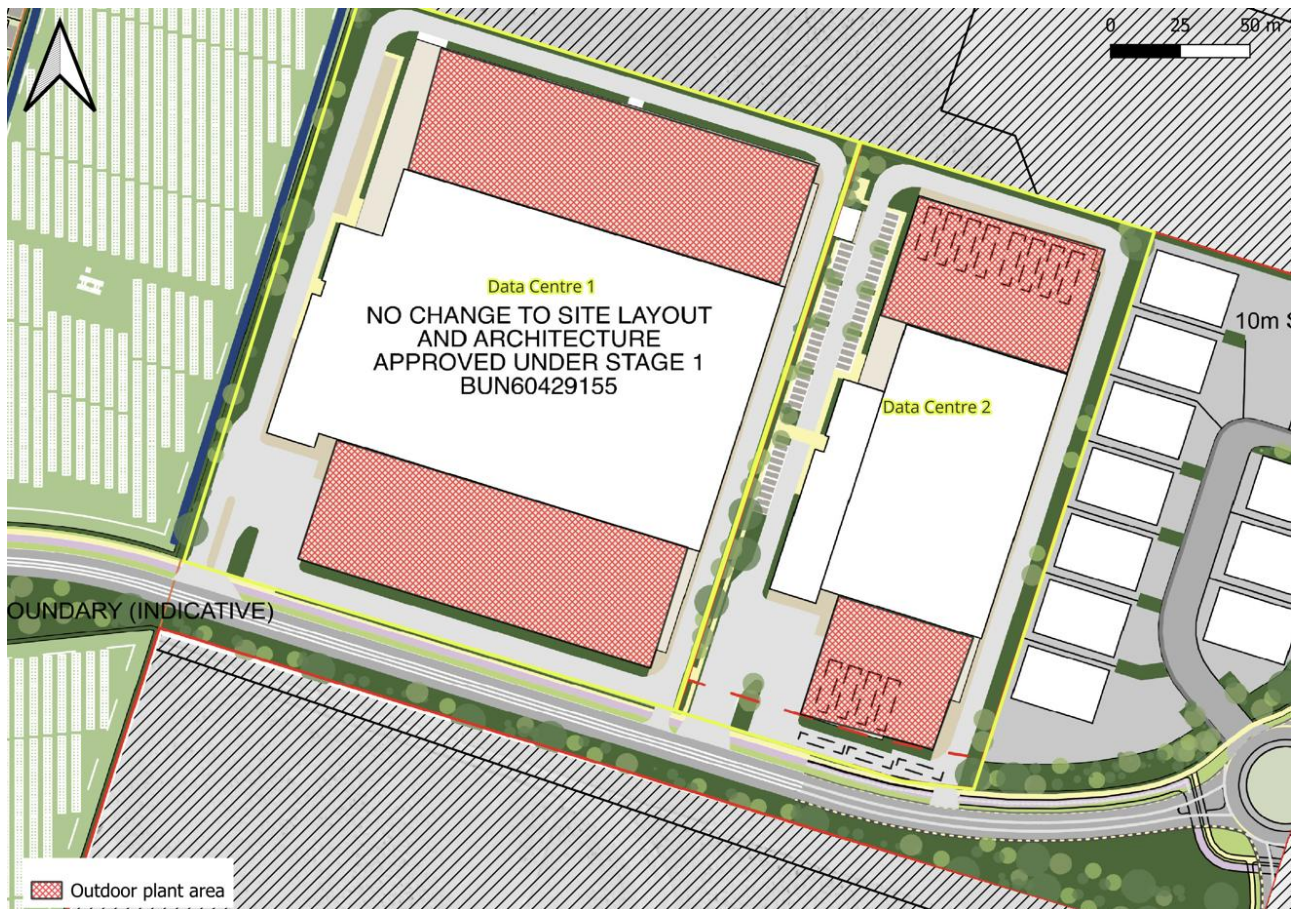 0 25 50 m
Data Centre 1
NO CHANGE TO SITE LAYOUT
AND ARCHITECTURE
APPROVED UNDER STAGE 1
BUN60429155
10m S
Data Centre 2
OUNDARY (INDICATIVE)
Outdoor plant area